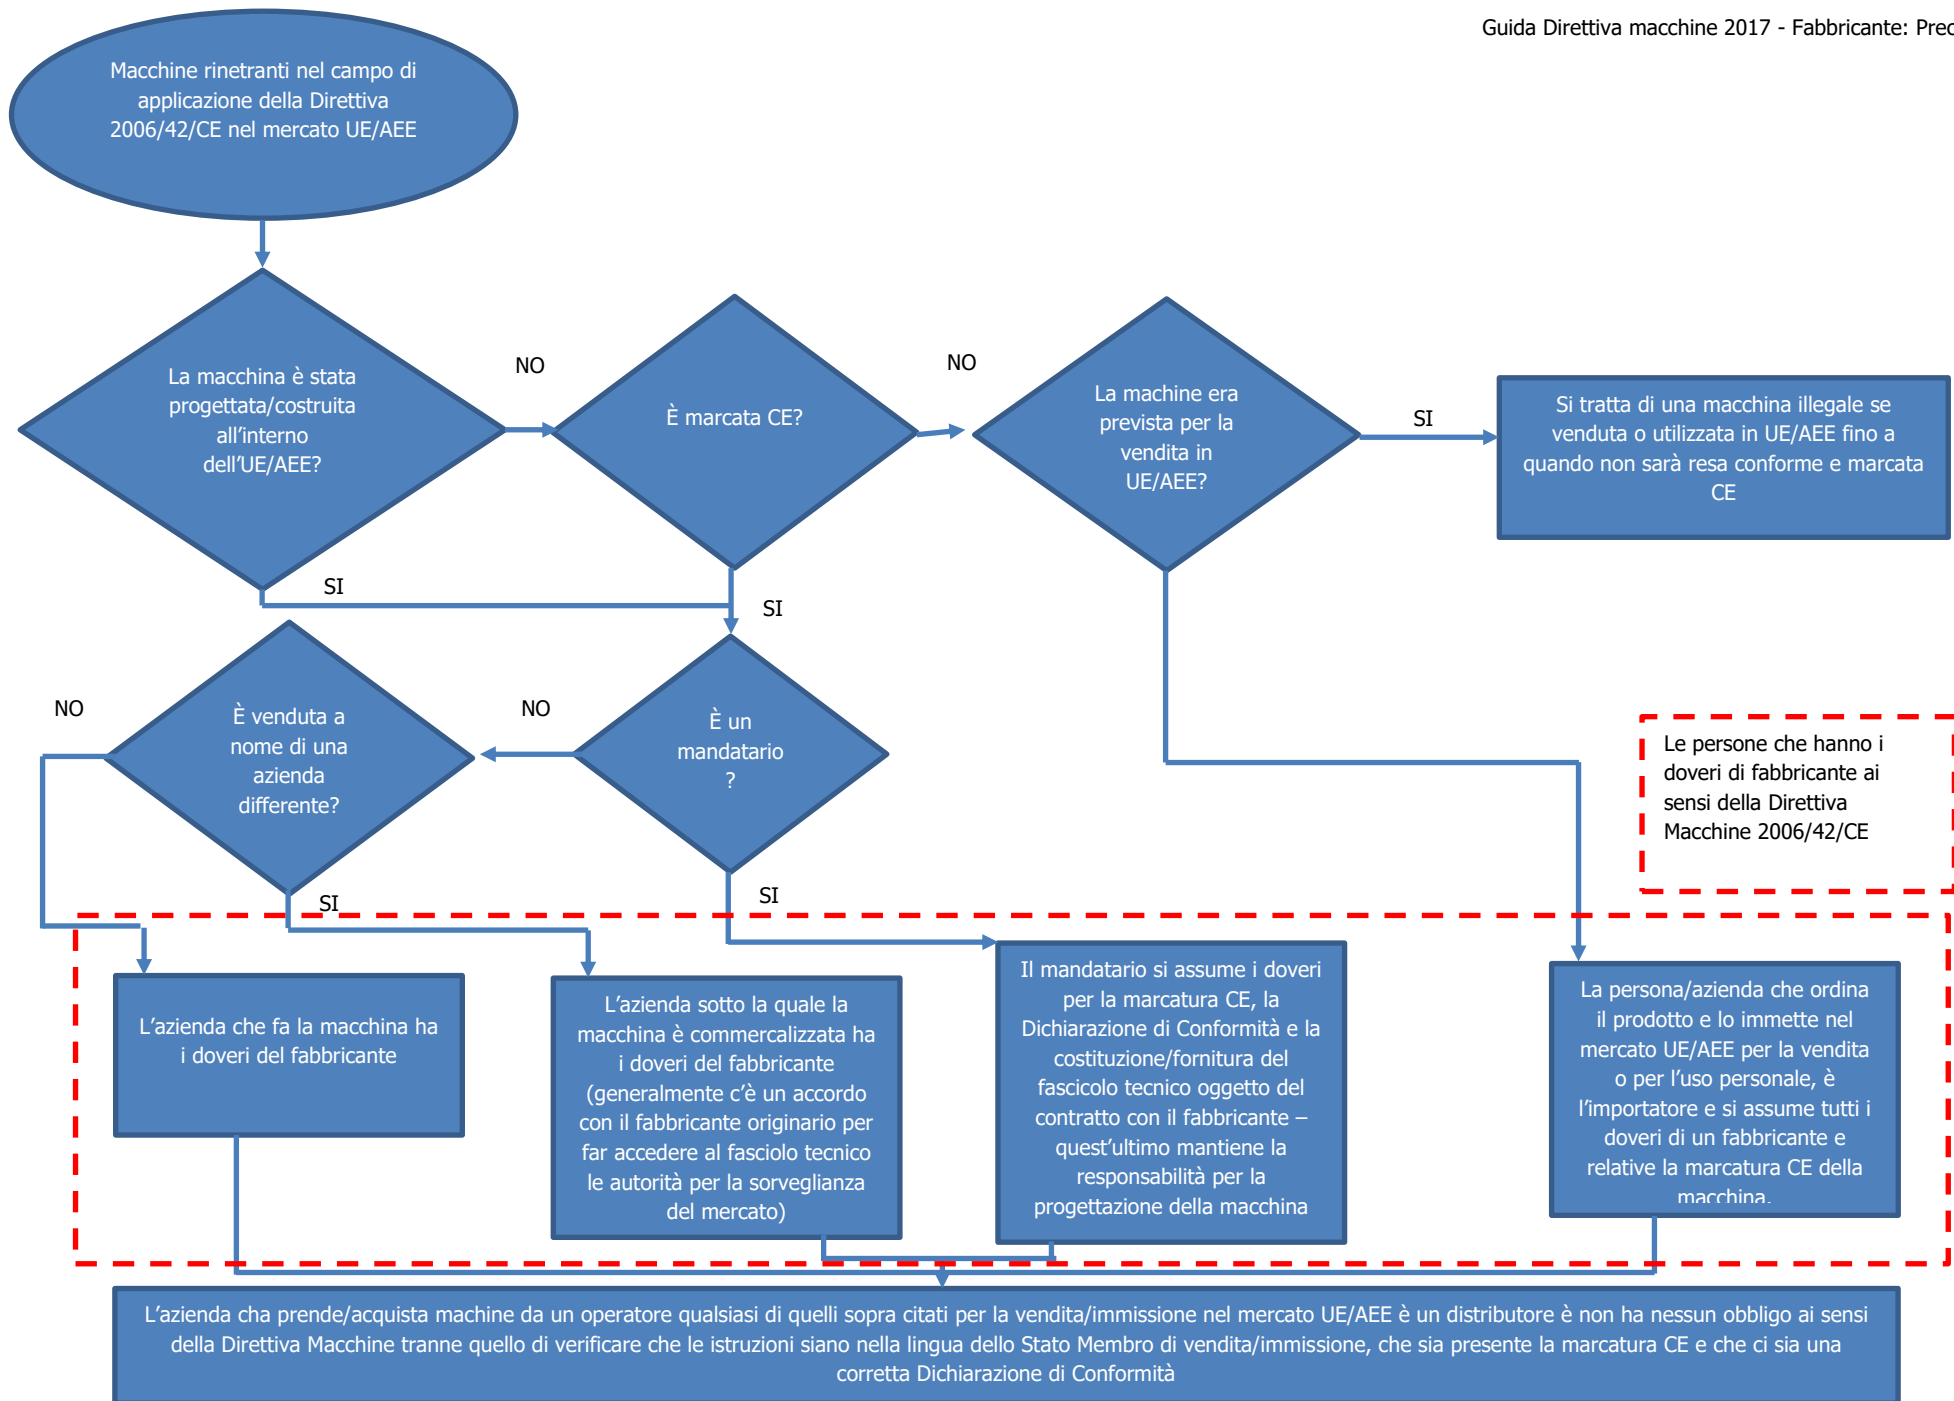 Guida Direttiva macchine 2017 - Fabbricante: Prec
Macchine rinetranti nel campo di
applicazione della Direttiva
2006/42/CE nel mercato UE/AEE
La macchina è stata
progettata/costruita
all'interno
dell'UE/AEE?
NO
È marcata CE?
NO
La machine era
prevista per la
vendita in
UE/AEE?
SI
Si tratta di una macchina illegale se
venduta o utilizzata in UE/AEE fino a
quando non sarà resa conforme e marcata
CE
SI
SI
NO
È venduta a
nome di una
azienda
differente?
NO
È un
mandatario
?
Le persone che hanno i
doveri di fabbricante ai
sensi della Direttiva
Macchine 2006/42/CE
SI
SI
L'azienda che fa la macchina ha
i doveri del fabbricante
L'azienda sotto la quale la
macchina è commercalizzata ha
i doveri del fabbricante
(generalmente c'è un accordo
con il fabbricante originario per
far accedere al fasciolo tecnico
le autorità per la sorveglianza
del mercato)
Il mandatario si assume i doveri
per la marcatura CE, la
Dichiarazione di Conformità e la
costituzione/fornitura del
fascicolo tecnico oggetto del
contratto con il fabbricante –
quest'ultimo mantiene la
responsabilità per la
progettazione della macchina
La persona/azienda che ordina
il prodotto e lo immette nel
mercato UE/AEE per la vendita
o per l'uso personale, è
l'importatore e si assume tutti i
doveri di un fabbricante e
relative la marcatura CE della
macchina.
L'azienda cha prende/acquista machine da un operatore qualsiasi di quelli sopra citati per la vendita/immissione nel mercato UE/AEE è un distributore è non ha nessun obbligo ai sensi
della Direttiva Macchine tranne quello di verificare che le istruzioni siano nella lingua dello Stato Membro di vendita/immissione, che sia presente la marcatura CE e che ci sia una
corretta Dichiarazione di Conformità